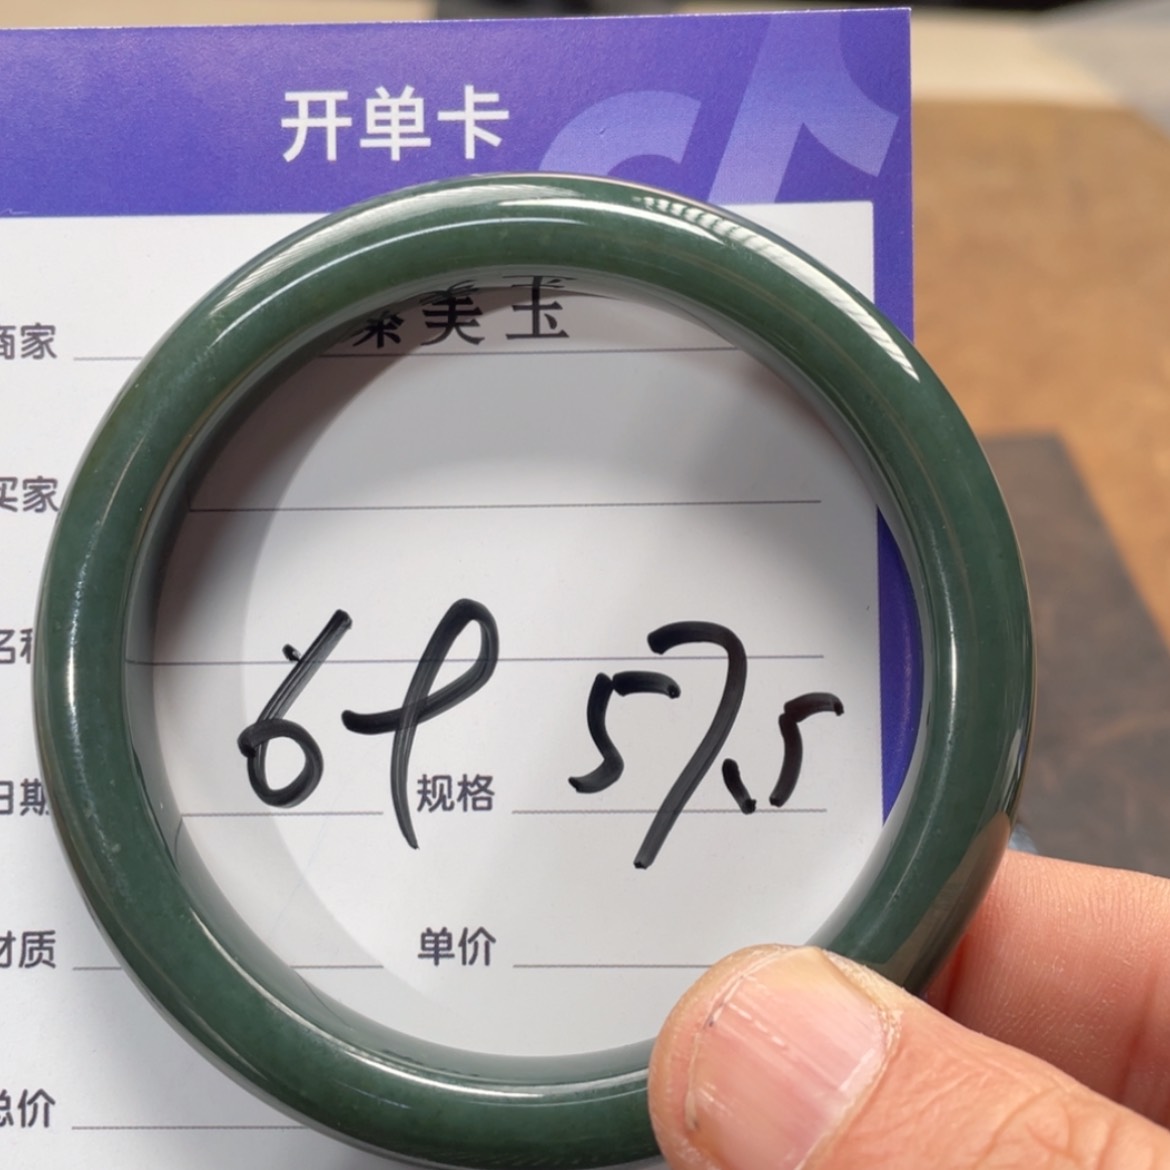 开单卡
商家 美玉
买家
名称
64 57.5
日期 规格
材质 单价
总价